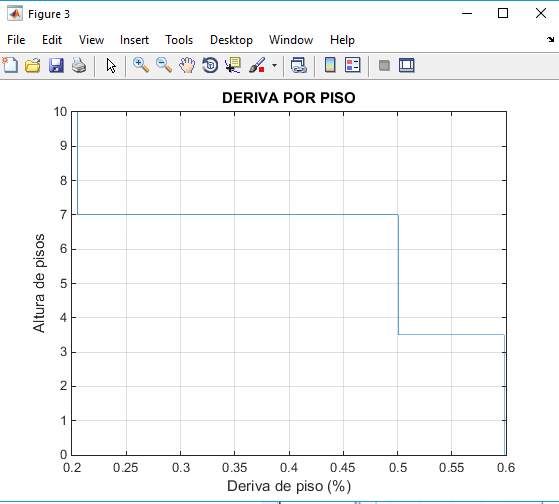 Figure 3
File Edit View Insert Tools Desktop Window Help
DERIVA POR PISO
10
9
8
7
6
5
4
3
2
1
0
Altura de pisos
0.2 0.25 0.3 0.35 0.4 0.45 0.5 0.55 0.6
Deriva de piso (%)